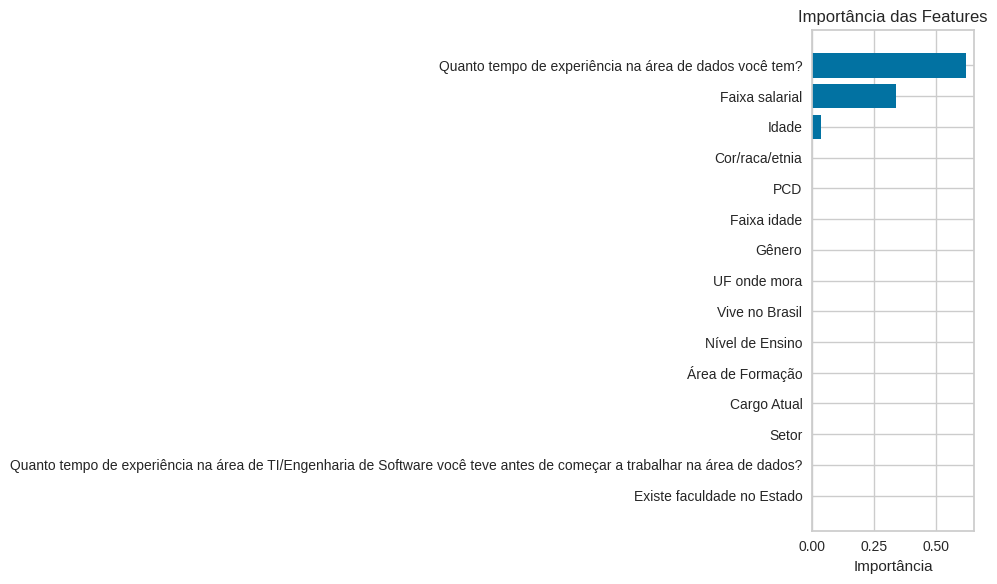 Importância das Features
Quanto tempo de experiência na área de dados você tem?
Faixa salarial
Idade
Cor/raca/etnia
PCD
Faixa idade
Gênero
UF onde mora
Vive no Brasil
Nível de Ensino
Área de Formação
Cargo Atual
Setor
Quanto tempo de experiência na área de TI/Engenharia de Software você teve antes de começar a trabalhar na área de dados?
Existe faculdade no Estado
0.00 0.25 0.50
Importância